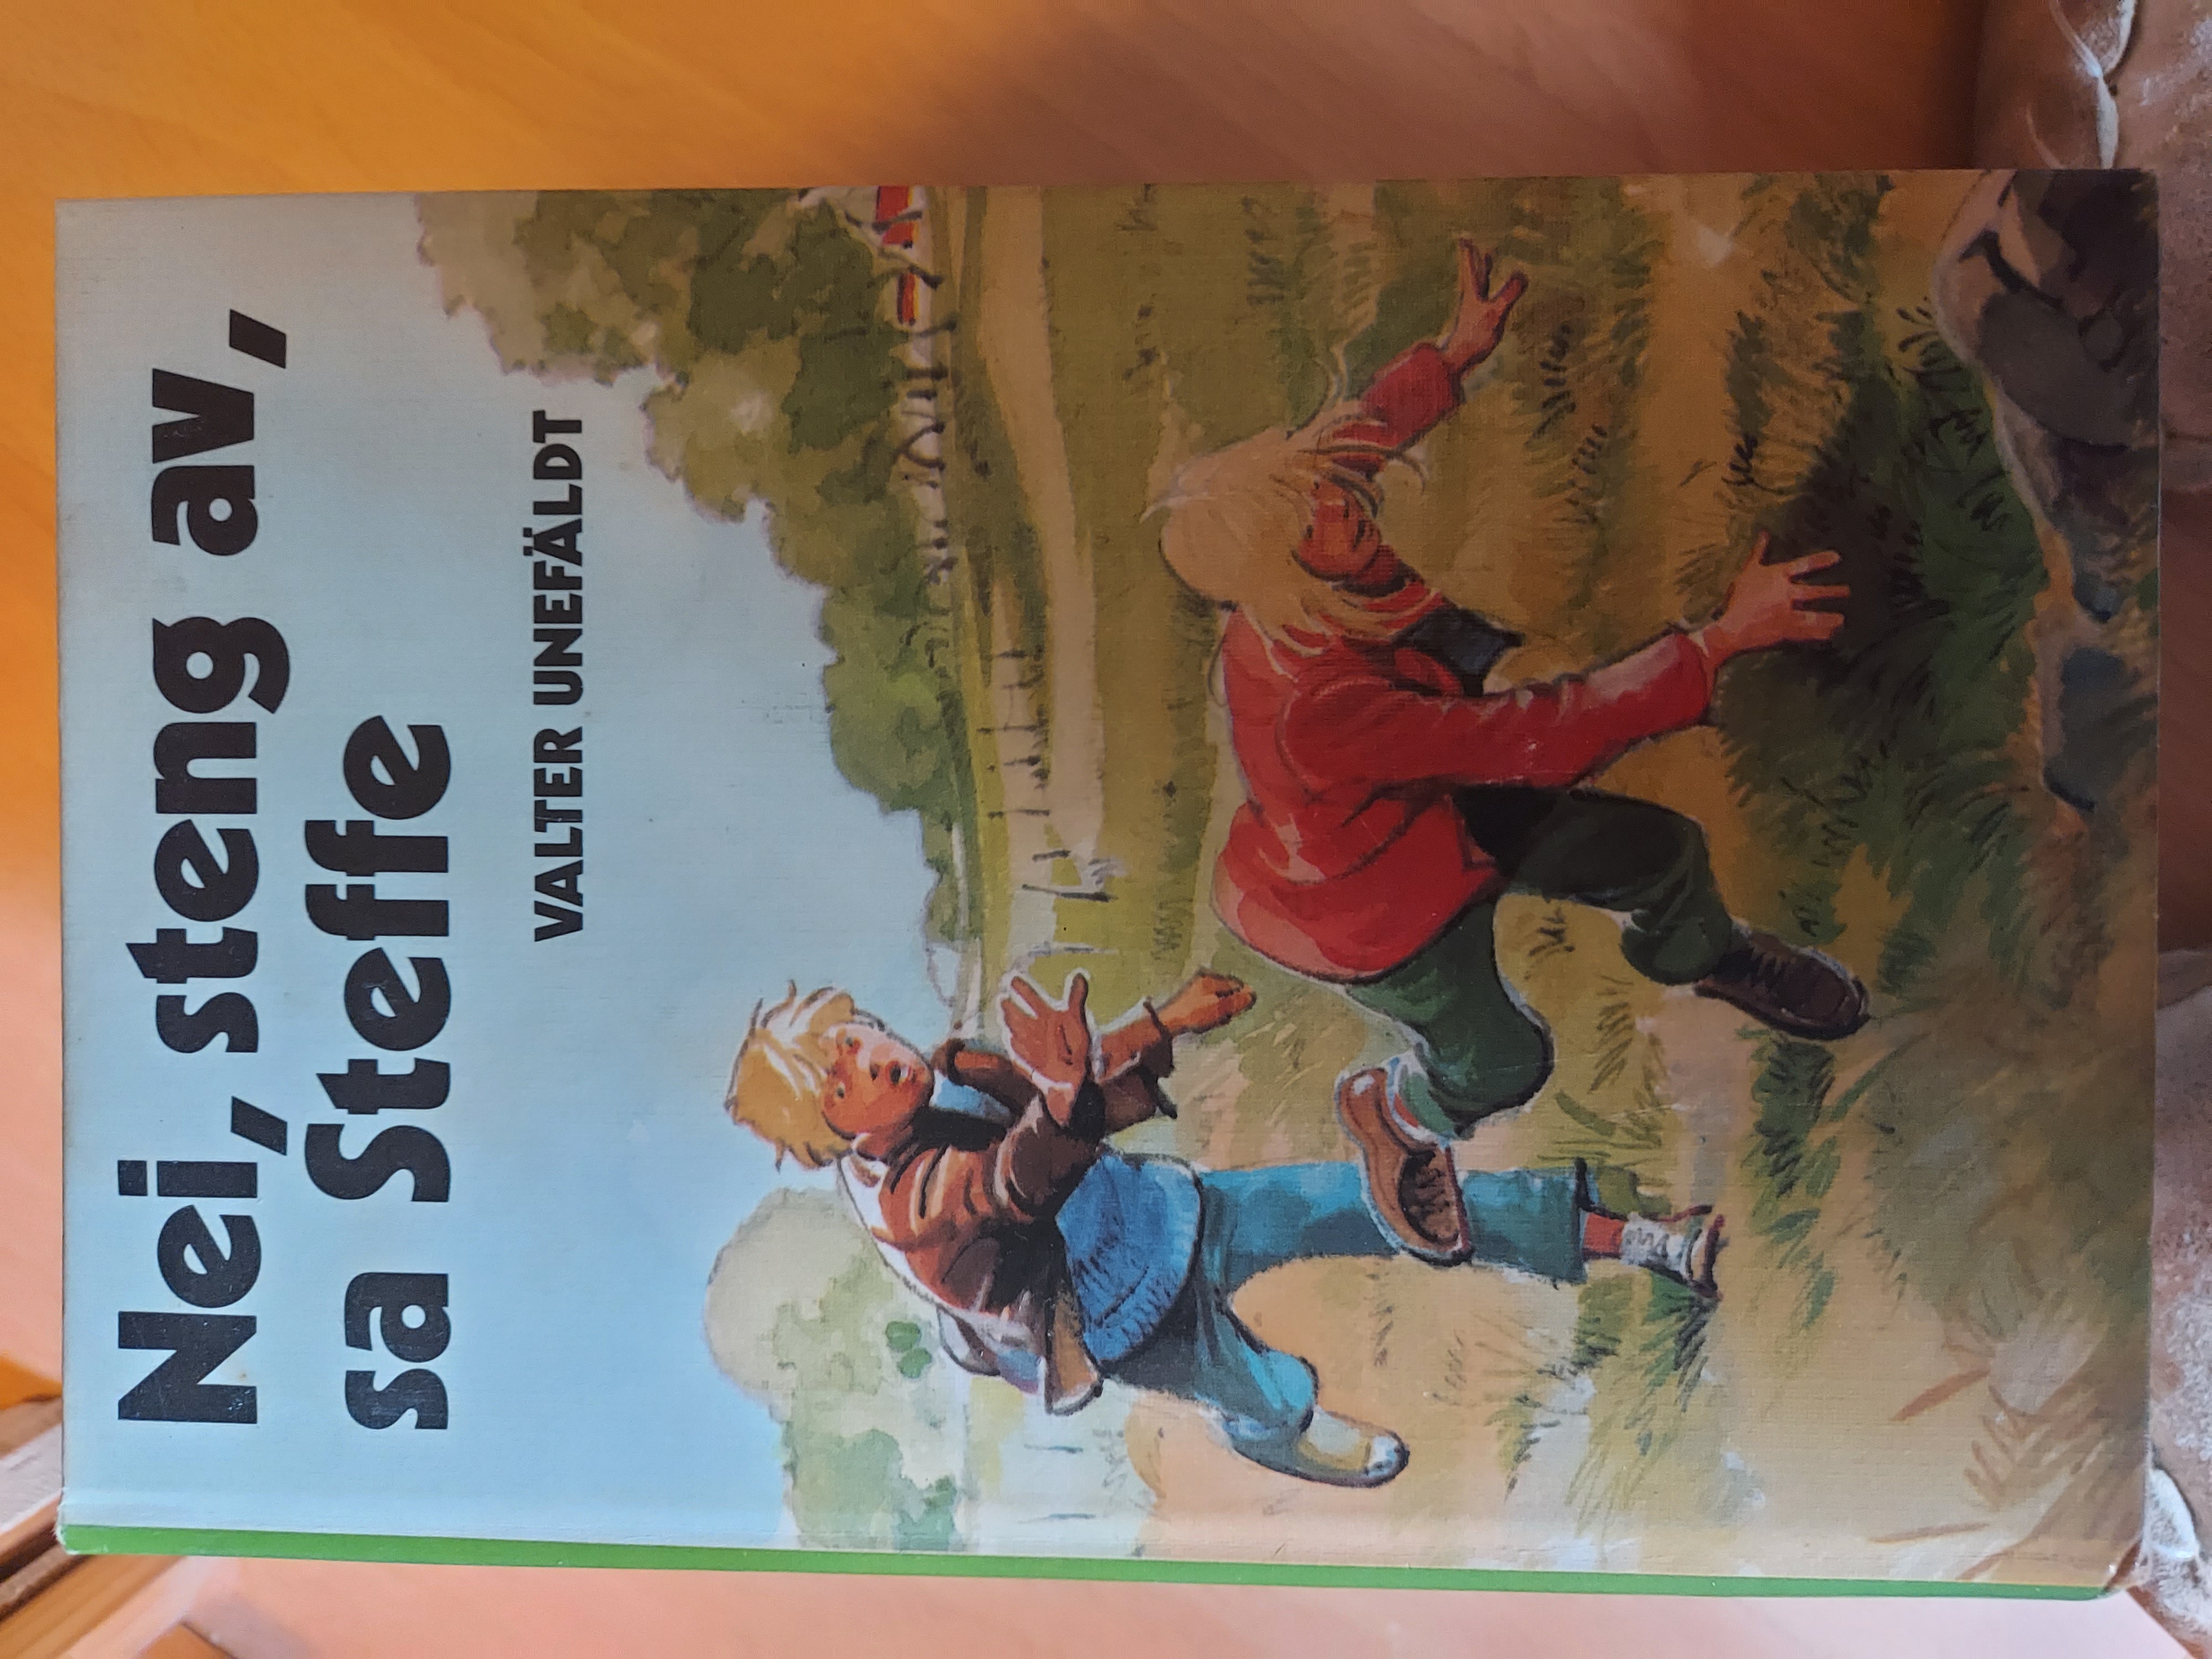 Nei, steng av,
sa Steffe
VALTER UNEFÄLDT